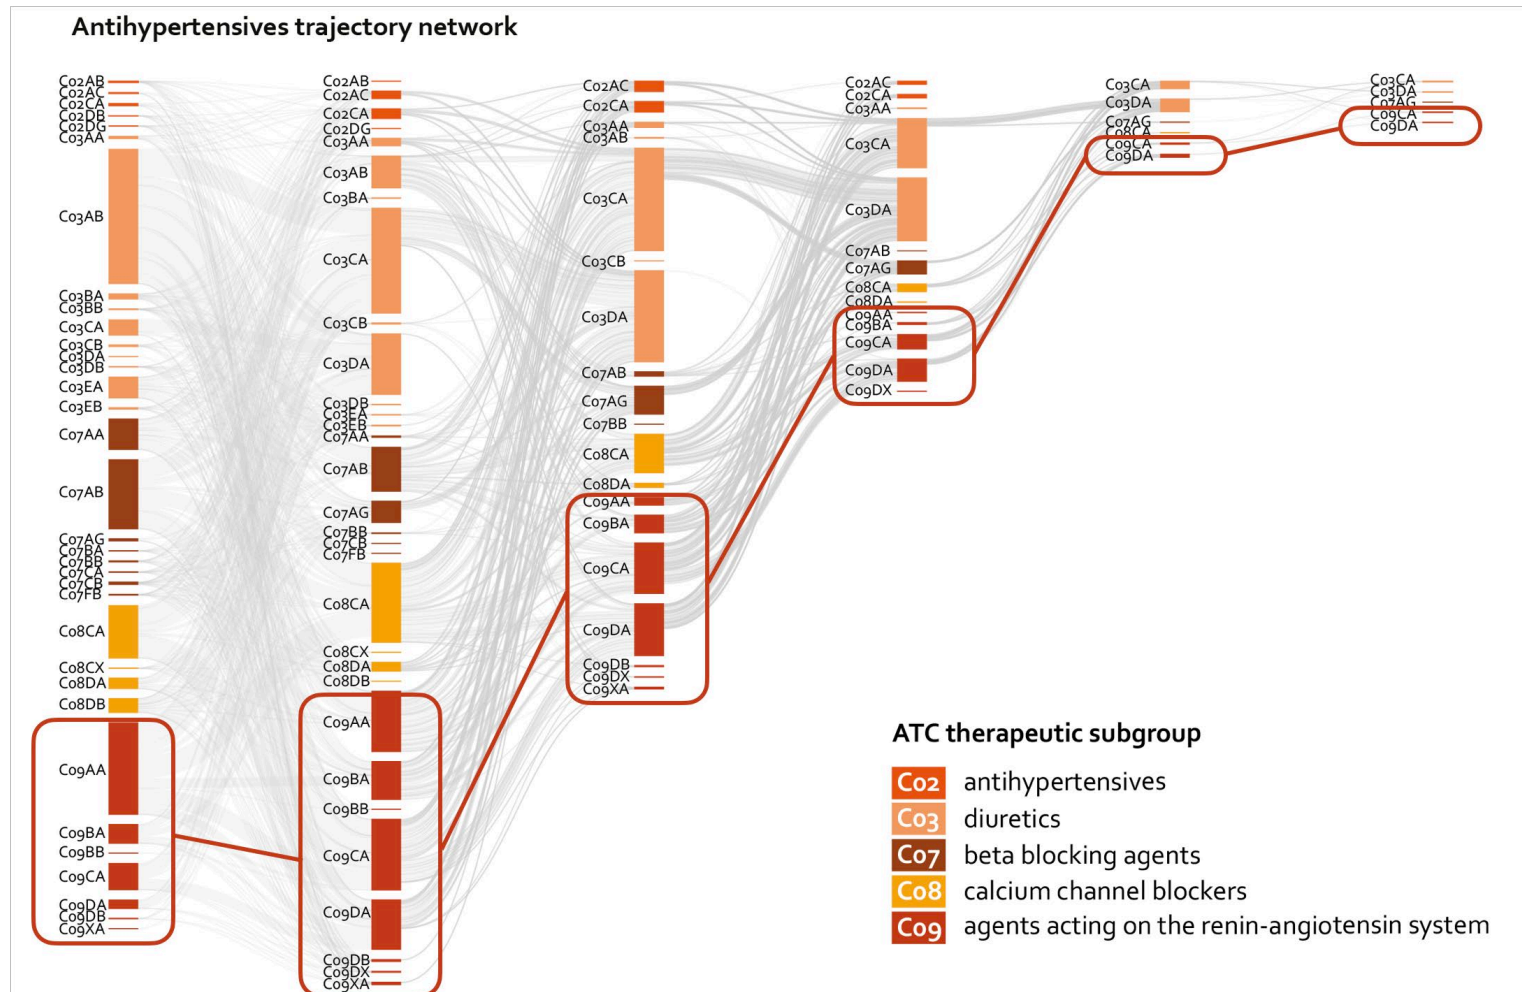 Antihypertensives trajectory network
C02AB
C02AC
C02CA
C02DB
C02DG
C03AA
C03AB
C03BA
C03BB
C03CA
C03CB
C03DA
C03DB
C03EA
C03EB
C07AA
C07AB
C07AG
C07BA
C07BB
C07CA
C07CB
C07FB
C08CA
C08CX
C08DA
C08DB
C09AA
C09BA
C09BB
C09CA
C09DA
C09DB
C09XA
C02AB
C02AC
C02CA
C02DG
C03AA
C03AB
C03BA
C03CA
C03CB
C03DA
C03DB
C03EA
C03EB
C07AA
C07AB
C07AG
C07BB
C07CB
C07FB
C08CA
C08CX
C08DA
C08DB
C09AA
C09BA
C09BB
C09CA
C09DA
C09DB
C09DX
C09XA
C02AC
C02CA
C03AA
C03AB
C03CA
C03CB
C03DA
C07AB
C07AG
C07BB
C08CA
C08DA
C09AA
C09BA
C09CA
C09DA
C09DB
C09DX
C09XA
C02AC
C02CA
C03AA
C03CA
C03DA
C07AB
C07AG
C08CA
C08DA
C09AA
C09BA
C09CA
C09DA
C09DX
C03CA
C03DA
C07AG
C08CA
C09CA
C09DA
C03CA
C03DA
C07AG
C09CA
C09DA
ATC therapeutic subgroup
C02 antihypertensives
C03 diuretics
C07 beta blocking agents
C08 calcium channel blockers
C09 agents acting on the renin-angiotensin system